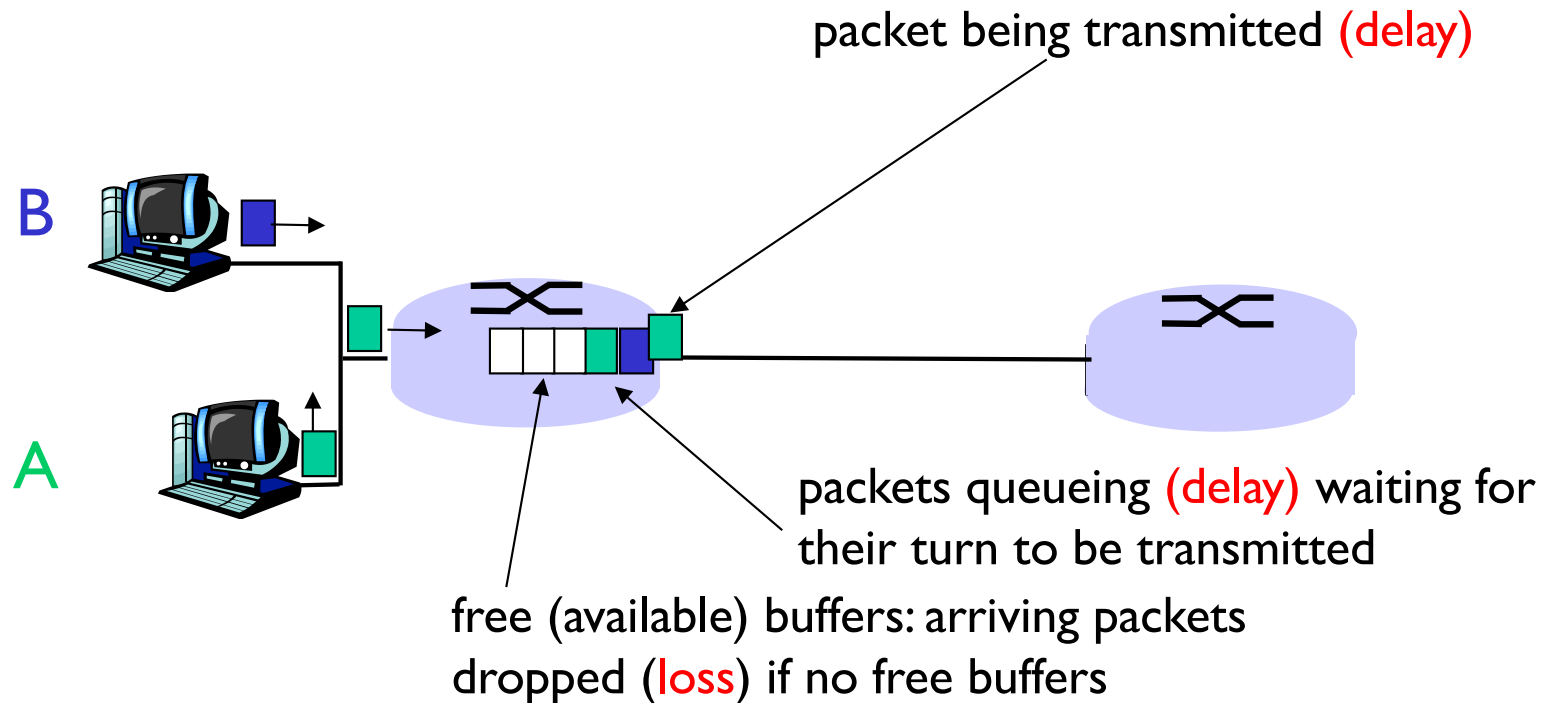 packet being transmitted (delay)
B
A
packets queueing (delay) waiting for
their turn to be transmitted
free (available) buffers: arriving packets
dropped (loss) if no free buffers